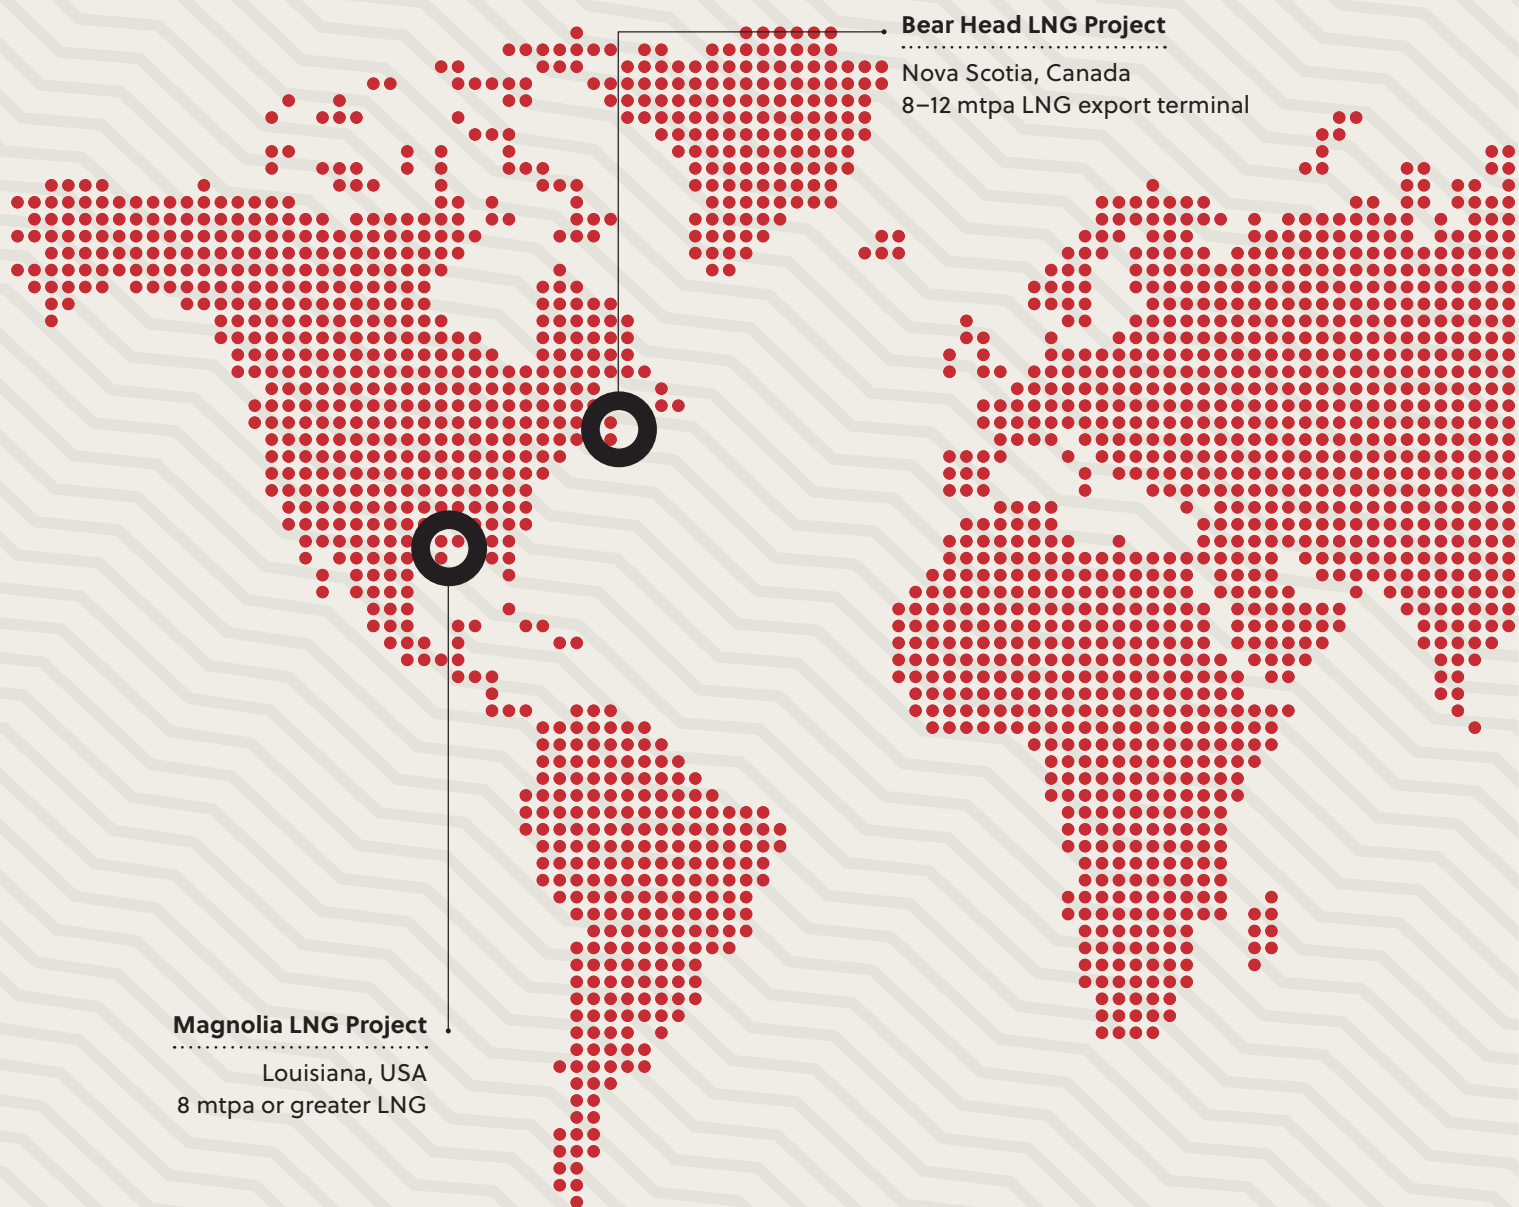 Bear Head LNG Project
Nova Scotia, Canada
8–12 mtpa LNG export terminal
Magnolia LNG Project
Louisiana, USA
8 mtpa or greater LNG